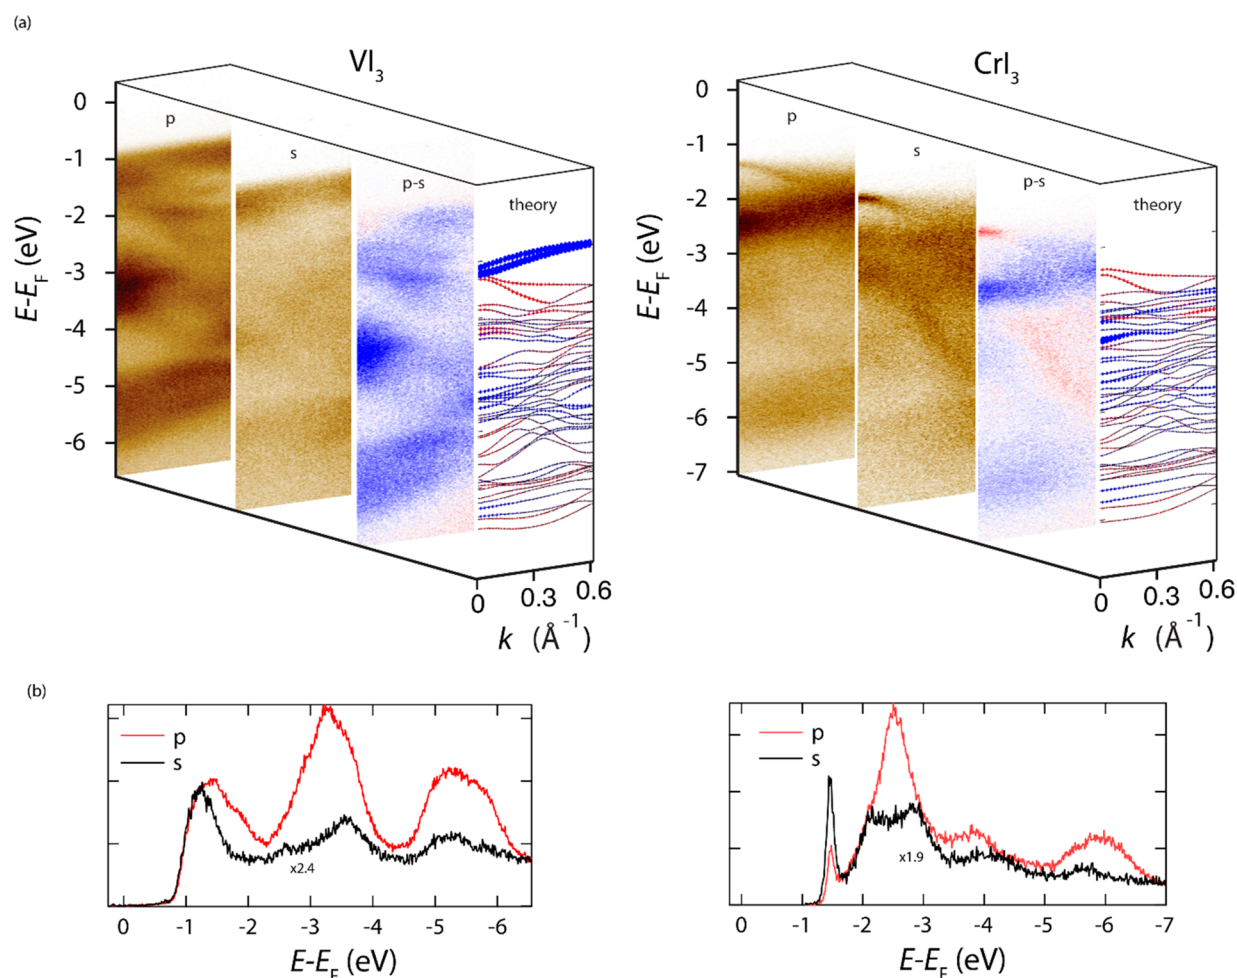 (a)
VI3
CrI3
0
-1
-2
-3
-4
-5
-6
E-EF (eV)
p
s
p-s
theory
0
0.3
0.6
k (Å-1)
0
-1
-2
-3
-4
-5
-6
-7
E-EF (eV)
p
s
p-s
theory
0
0.3
0.6
k (Å-1)
(b)
p
s
x2.4
0 -1 -2 -3 -4 -5 -6
E-EF (eV)
p
s
x1.9
0 -1 -2 -3 -4 -5 -6 -7
E-EF (eV)